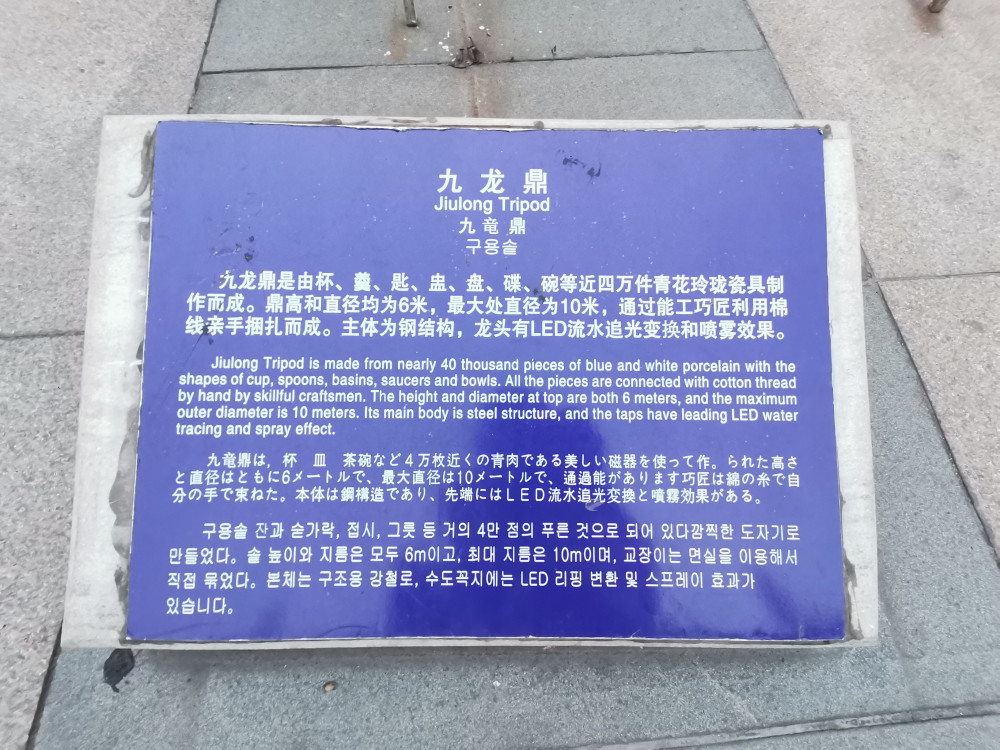 九龙鼎
Jiulong Tripod
九竜鼎
구용솥
九龙鼎是由杯、羹、匙、盅、盘、碟、碗等近四万件青花玲珑瓷具制
作而成。鼎高和直径均为6米，最大处直径为10米，通过能工巧匠利用棉
线亲手捆扎而成。主体为钢结构，龙头有LED流水追光变换和喷雾效果。
Jiulong Tripod is made from nearly 40 thousand pieces of blue and white porcelain with the
shapes of cup, spoons, basins, saucers and bowls. All the pieces are connected with cotton thread
by hand by skillful craftsmen. The height and diameter at top are both 6 meters, and the maximum
outer diameter is 10 meters. Its main body is steel structure, and the taps have leading LED water
tracing and spray effect.
九竜鼎は，杯 皿 茶碗など４万枚近くの青肉である美しい磁器を使って作。られた高さ
と直径はともに6メートルで、最大直径は10メートルで、通過能があります巧匠は綿の糸で自
分の手で束ねた。本体は鋼構造であり、先端にはＬＥＤ流水追光変換と噴霧効果がある。
구용솥 잔과 숟가락, 접시, 그릇 등 거의 4만 점의 푸른 것으로 되어 있다깜찍한 도자기로
만들었다。솥 높이와 지름은 모두 6m이고, 최대 지름은 10m이며, 교장이는 면실을 이용해서
직접 묶었다。본체는 구조용 강철로, 수도꼭지에는 LED 리핑 변환 및 스프레이 효과가
있습니다。